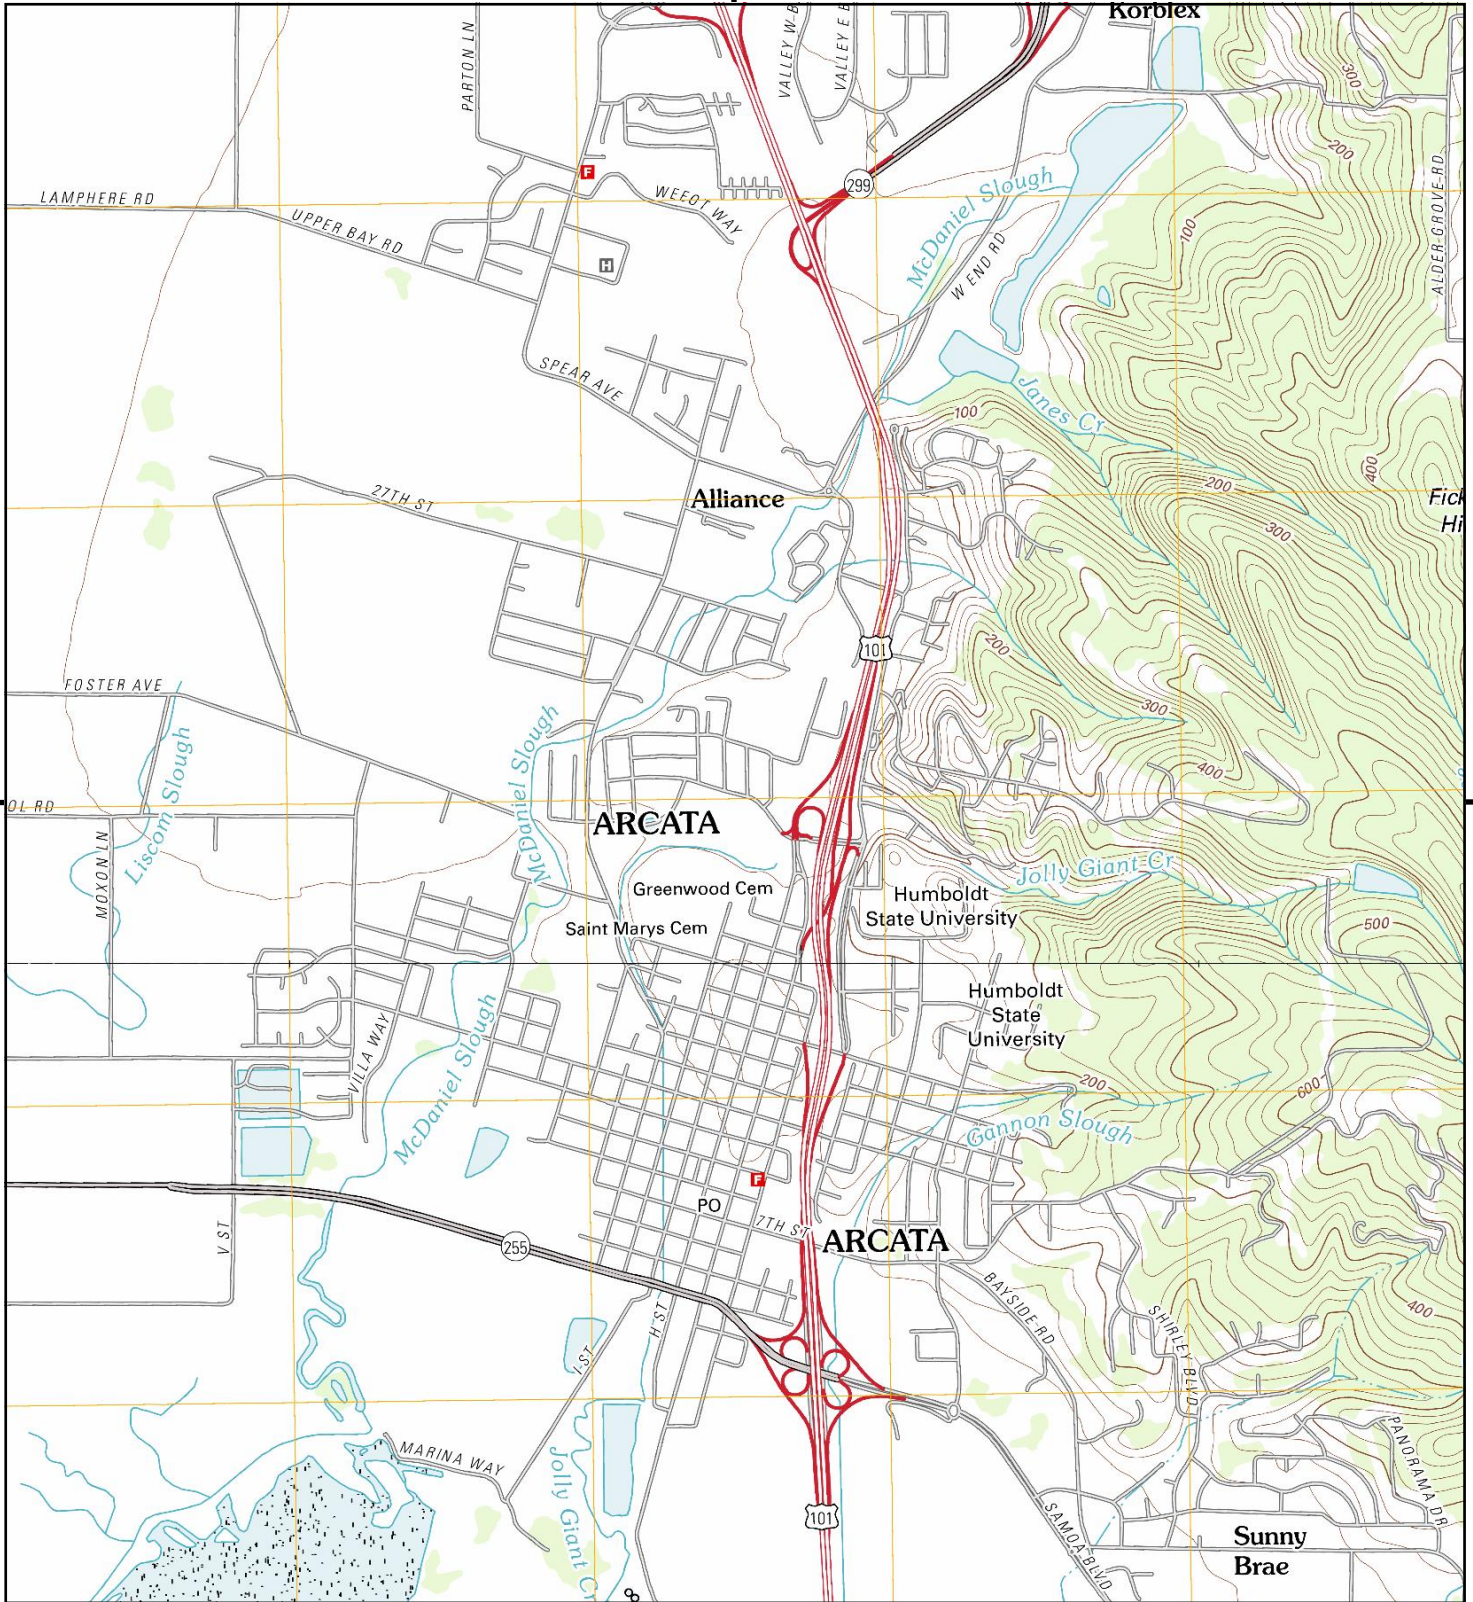 Korblex
PARTON LN
VALLEY W B
VALLEY E B
300
200
299
LAMPHERE RD
UPPER BAY RD
F
WEEOT WAY
McDaniel Slough
W END RD
100
ALDER GROVE RD
H
SPEAR AVE
100
Janes Cr
400
200
27TH ST
Alliance
300
Fick
Hi
101
200
FOSTER AVE
300
Liscom Slough
McDaniel Slough
400
OL RD
ARCATA
MOXON LN
Jolly Giant Cr
Greenwood Cem
Humboldt
State University
Saint Marys Cem
500
Humboldt
State
University
VILLA WAY
McDaniel Slough
200
600
Gannon Slough
F
PO
7TH ST
V ST
255
ARCATA
BAYSIDE RD
SHIRLEY BLVD
400
H ST
I ST
MARINA WAY
Jolly Giant Cr
PANORAMA DR
101
SAMOA BLVD
Sunny
Brae